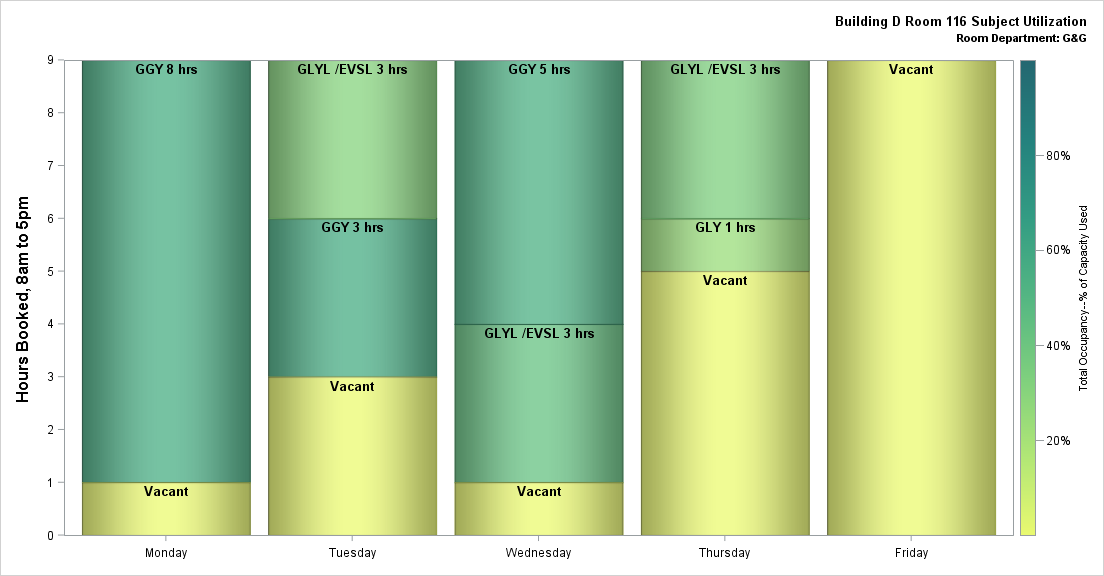 Building D Room 116 Subject Utilization
Room Department: G&G
Hours Booked, 8am to 5pm
9
8
7
6
5
4
3
2
1
0
GGY 8 hrs
Vacant
GLYL /EVSL 3 hrs
GGY 3 hrs
Vacant
GGY 5 hrs
GLYL /EVSL 3 hrs
Vacant
GLYL /EVSL 3 hrs
GLY 1 hrs
Vacant
Vacant
Monday
Tuesday
Wednesday
Thursday
Friday
80%
60%
40%
20%
Total Occupancy--% of Capacity Used